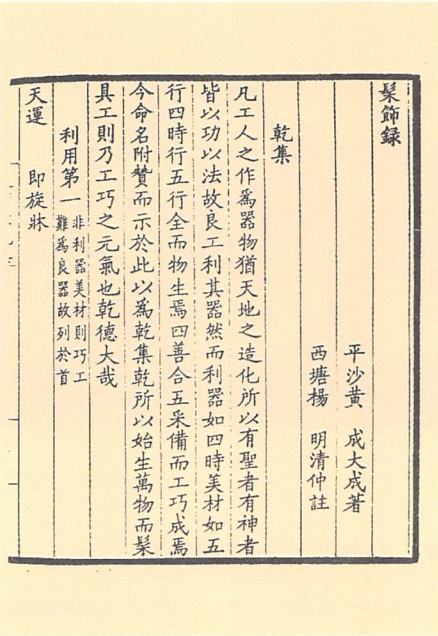 髹飾録
平沙黃 成大成著
西塘楊 明清仲註
乾集
凡工人之作爲器物猶天地之造化所以有聖者有神者
皆以功以法故良工利其器然而利器如四時美材如五
行四時行五行全而物生焉四善合五采備而工巧成焉
今命名附贊而示於此以爲乾集乾所以始生萬物而髹
具工則乃工巧之元氣也乾德大哉
利用第一 非利器美材則巧工
難爲良器故列於首
天運 即旋牀